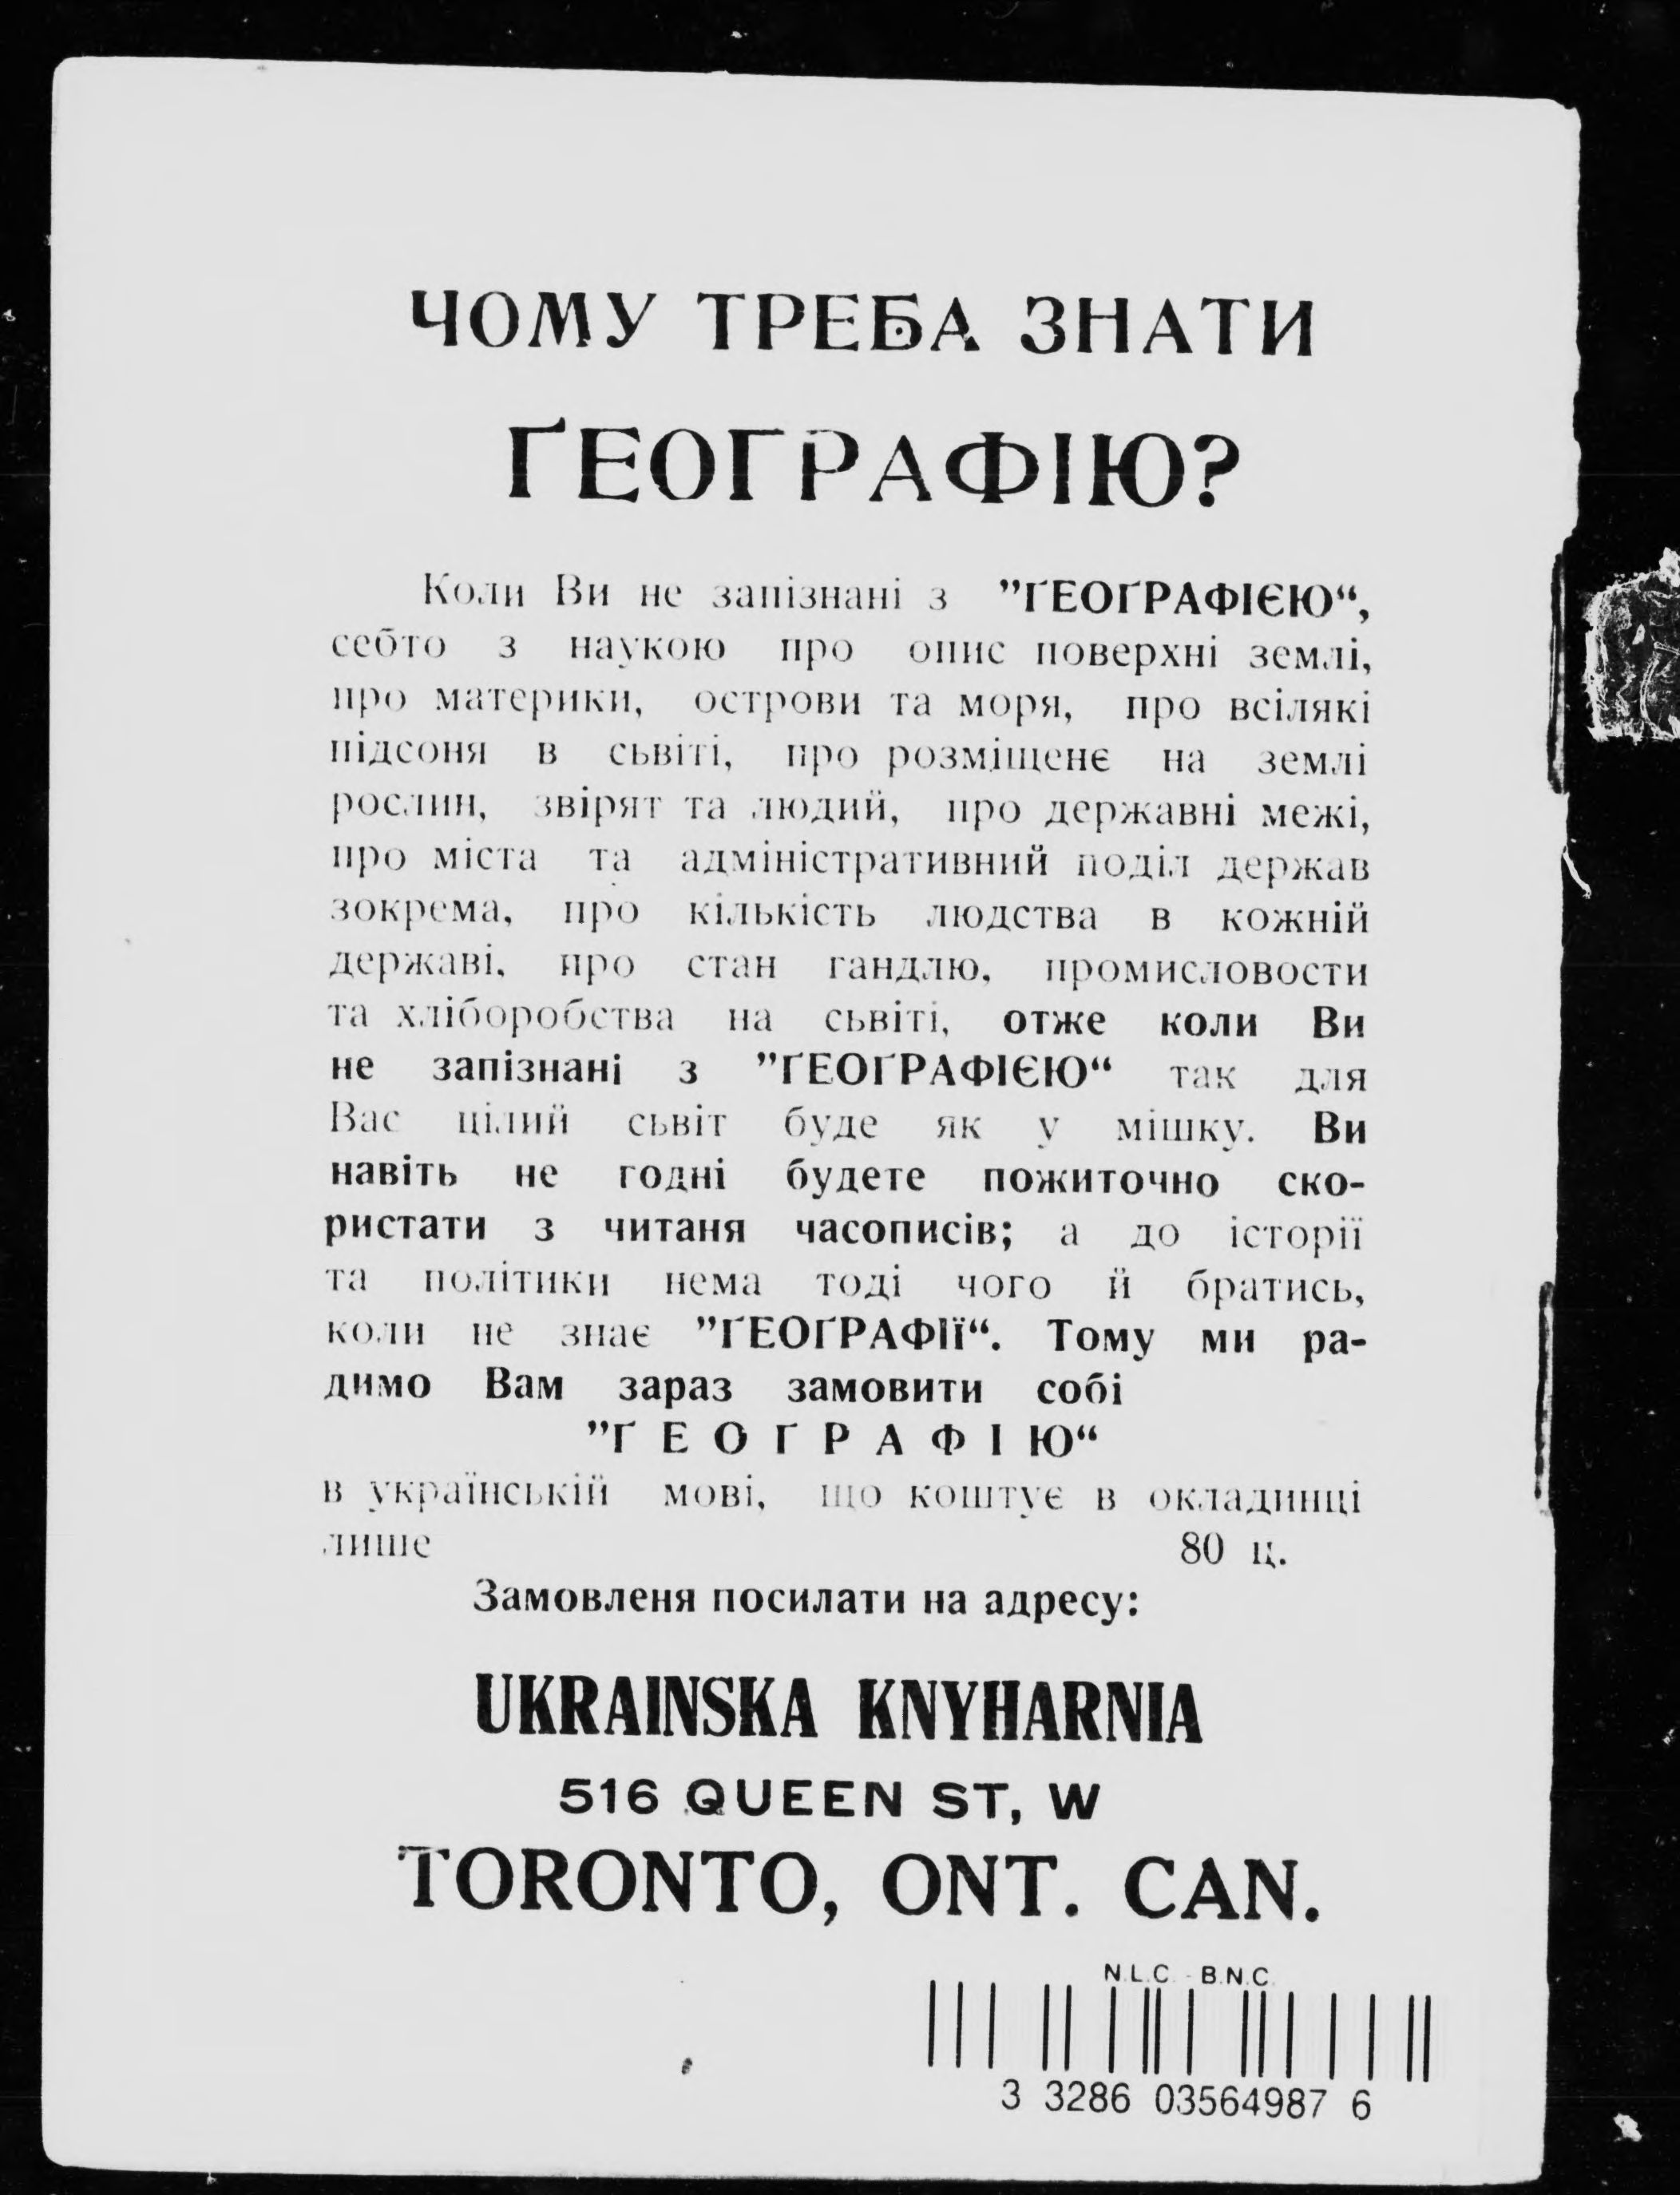 ЧОМУ ТРЕБА ЗНАТИ
ҐЕОҐРАФІЮ?
Коли Ви не запізнані з ”ҐЕОҐРАФІЄЮ“,
себто з наукою про опис поверхні землі,
про материки, острови та моря, про всілякі
підсоня в сьвіті, про розміщенє на землі
рослин, звірят та людий, про державні межі,
про міста та адміністративний поділ держав
зокрема, про кількість людства в кожній
державі, про стан гандлю, промисловости
та хліборобства на сьвіті, отже коли Ви
не запізнані з ”ҐЕОҐРАФІЄЮ“ так для
Вас цілий сьвіт буде як у мішку. Ви
навіть не годні будете пожиточно ско-
ристати з читаня часописів; а до історії
та політики нема тоді чого й братись,
коли не знає ”ҐЕОҐРАФІЇ“. Тому ми ра-
димо Вам зараз замовити собі
”Ґ Е О Ґ Р А Ф І Ю“
в українській мові, що коштує в окладинці
лише 80 ц.
Замовленя посилати на адресу:
UKRAINSKA KNYHARNIA
516 QUEEN ST, W
TORONTO, ONT. CAN.
N.L.C. - B.N.C.
3 3286 03564987 6